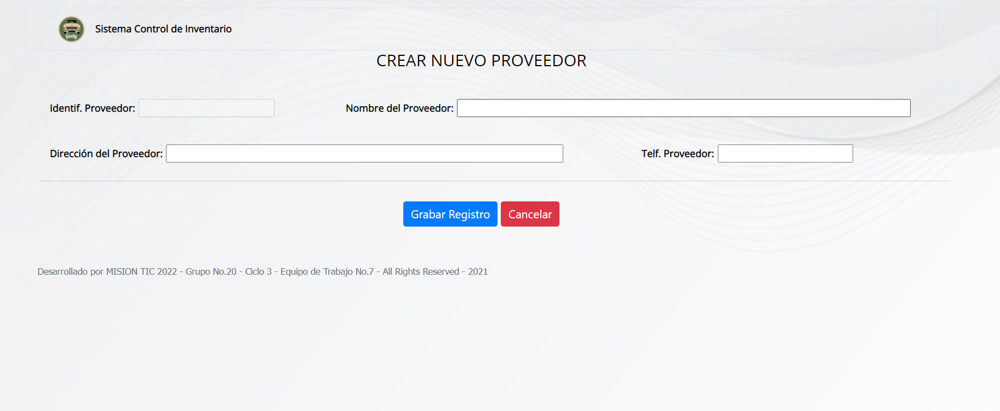 Geely
Sistema Control de Inventario
CREAR NUEVO PROVEEDOR
Identif. Proveedor: Nombre del Proveedor:
Dirección del Proveedor: Telf. Proveedor:
Grabar Registro Cancelar
Desarrollado por MISION TIC 2022 - Grupo No.20 - Ciclo 3 - Equipo de Trabajo No.7 - All Rights Reserved - 2021